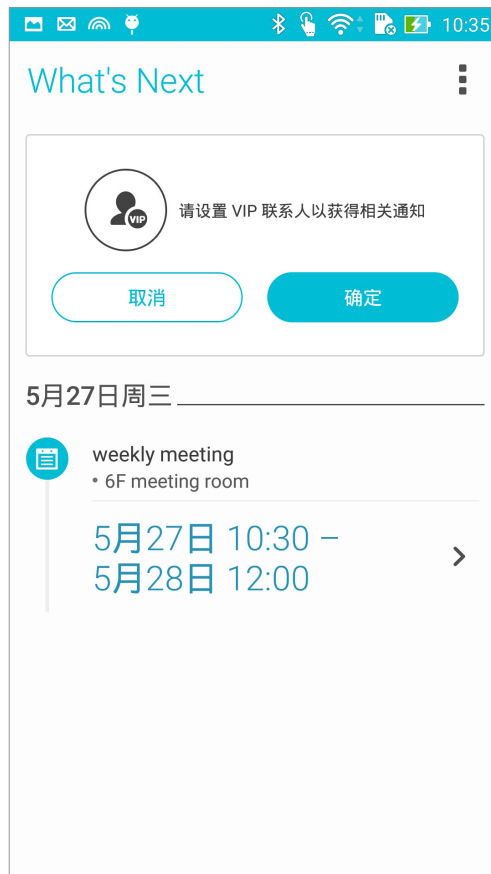 10:35
What's Next
VIP
请设置 VIP 联系人以获得相关通知
取消
确定
5月27日周三
weekly meeting
• 6F meeting room
5月27日 10:30 –
5月28日 12:00